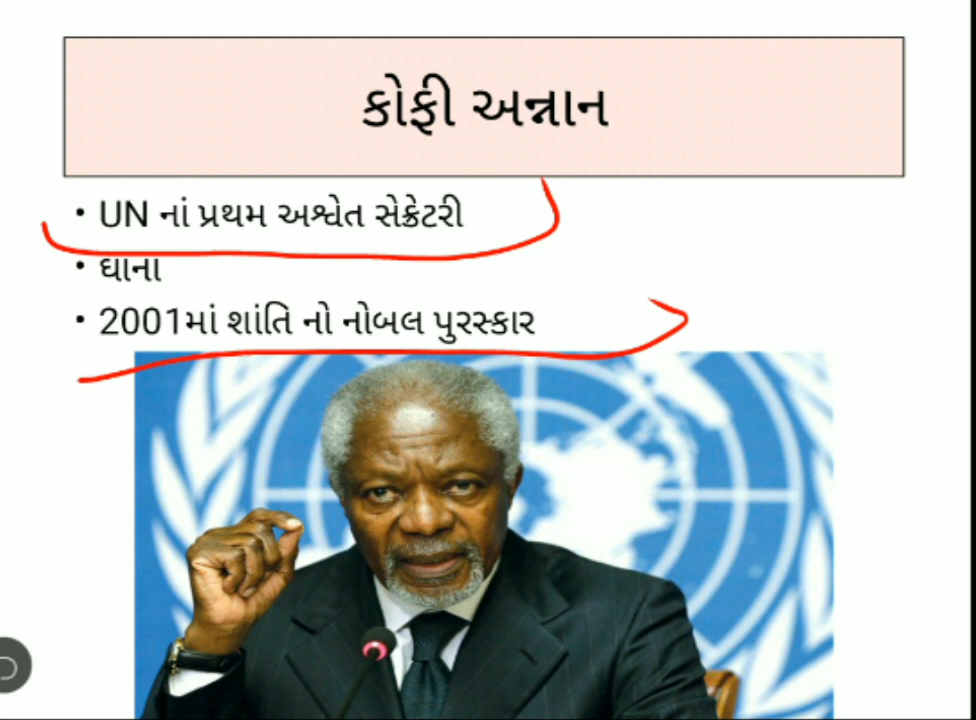 કોફી અન્નાન
• UN નાં પ્રથમ અશ્વેત સેક્રેટરી
• ઘાના
• 2001માં શાંતિ નો નોબલ પુરસ્કાર